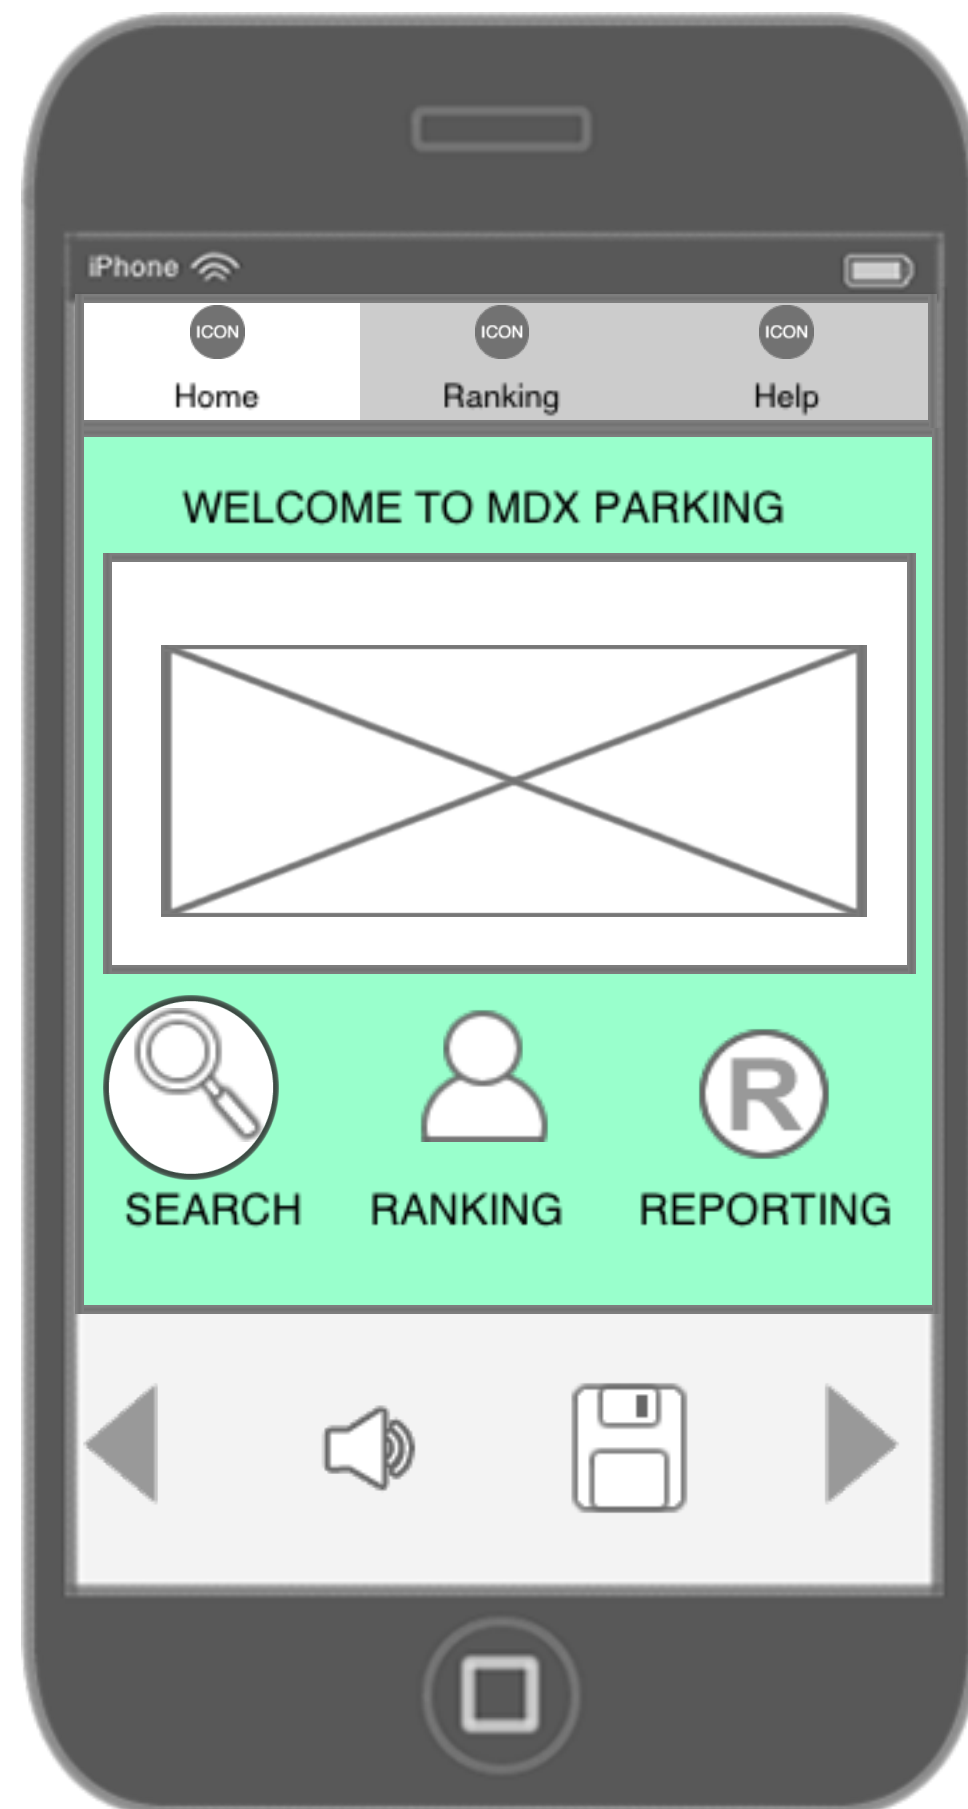 iPhone
ICON ICON ICON
Home Ranking Help
WELCOME TO MDX PARKING
R
SEARCH RANKING REPORTING